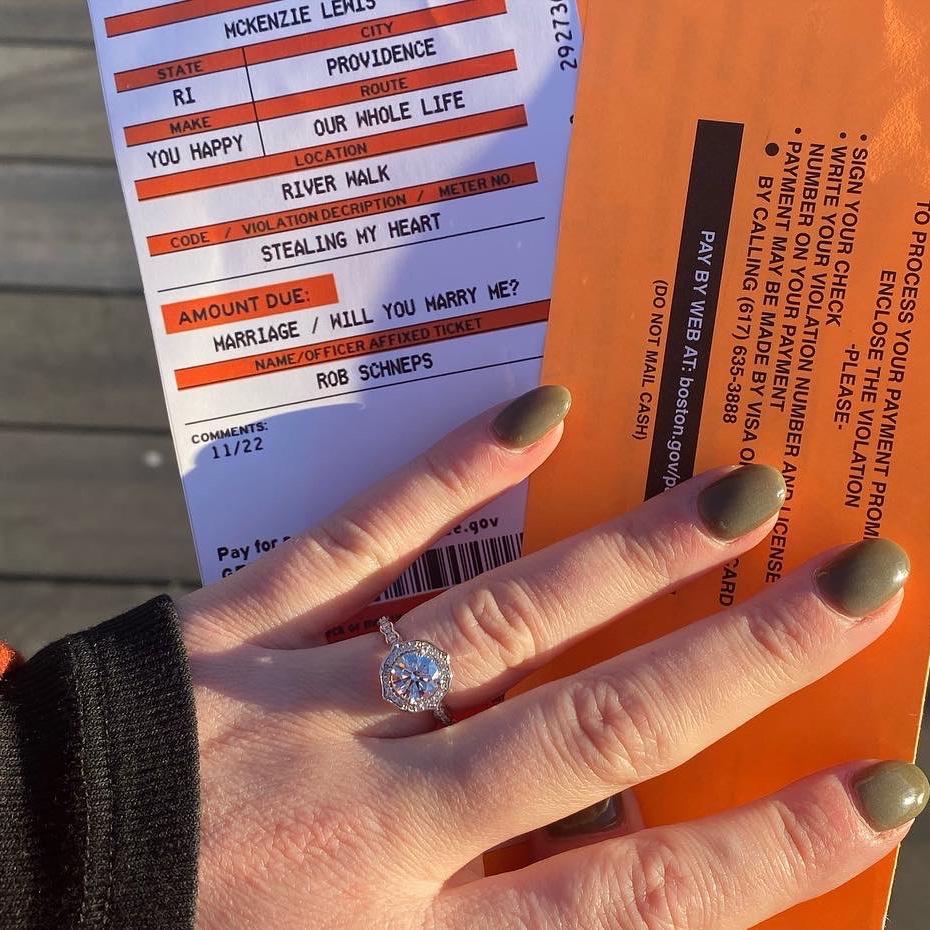 MCKENZIE LEWIS
STATE
CITY
RI
PROVIDENCE
MAKE
ROUTE
YOU HAPPY
OUR WHOLE LIFE
LOCATION
RIVER WALK
CODE / VIOLATION DECRIPTION / METER NO.
STEALING MY HEART
AMOUNT DUE:
MARRIAGE / WILL YOU MARRY ME?
NAME/OFFICER AFFIXED TICKET
ROB SCHNEPS
COMMENTS:
11/22
Pay for
.gov
TO PROCESS YOUR PAYMENT
ENCLOSE THE VIOLATION
-PLEASE-
• SIGN YOUR CHECK
• WRITE YOUR VIOLATION NUMBER AND LICENSE
NUMBER ON YOUR PAYMENT
• PAYMENT MAY BE MADE BY VISA
● BY CALLING (617) 635-3888
PAY BY WEB AT: boston.gov/p
(DO NOT MAIL CASH)